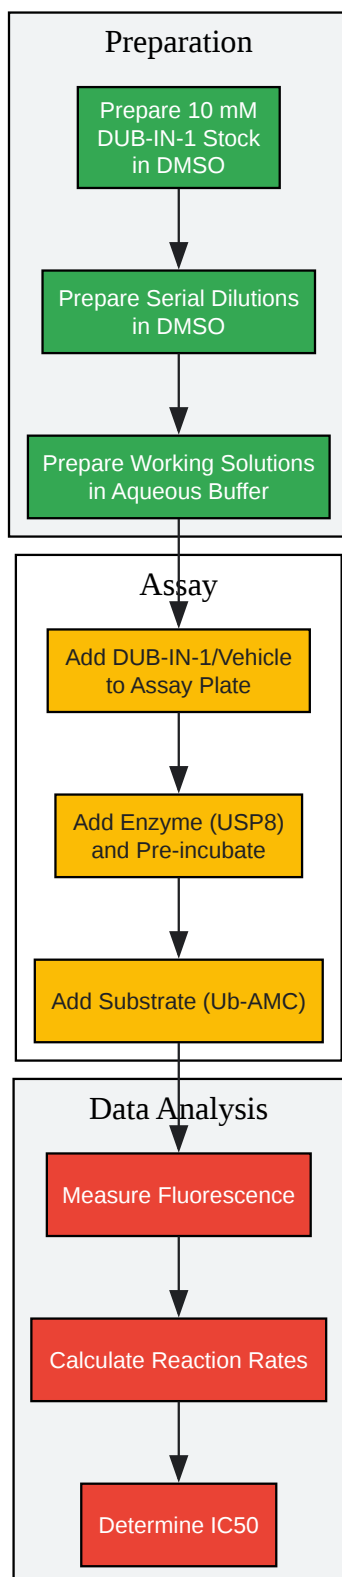 Preparation
Prepare 10 mM
DUB-IN-1 Stock
in DMSO
Prepare Serial Dilutions
in DMSO
Prepare Working Solutions
in Aqueous Buffer
Assay
Add DUB-IN-1/Vehicle
to Assay Plate
Add Enzyme (USP8)
and Pre-incubate
Add Substrate (Ub-AMC)
Data Analysis
Measure Fluorescence
Calculate Reaction Rates
Determine IC50